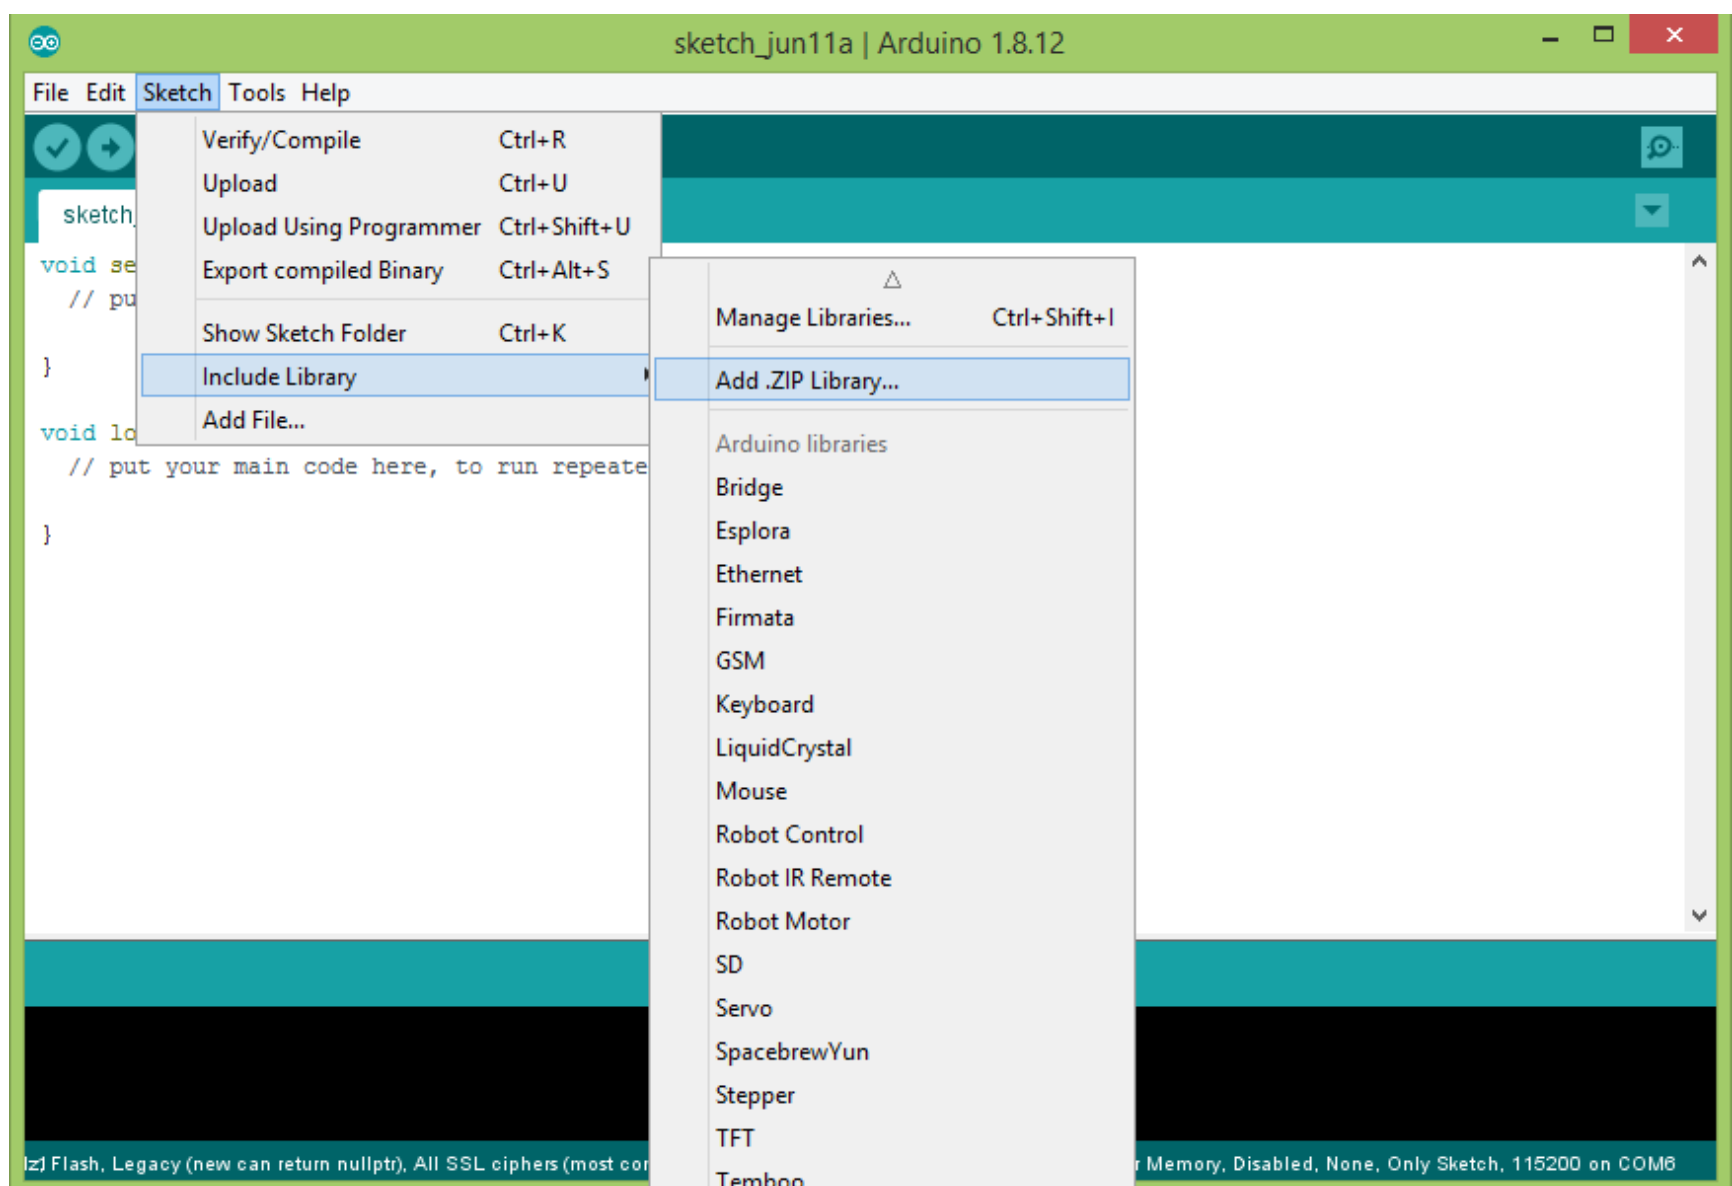 sketch_jun11a | Arduino 1.8.12
File Edit Sketch Tools Help
Verify/Compile Ctrl+R
Upload Ctrl+U
Upload Using Programmer Ctrl+Shift+U
Export compiled Binary Ctrl+Alt+S
Show Sketch Folder Ctrl+K
Include Library
Add File...
Manage Libraries... Ctrl+Shift+I
Add .ZIP Library...
Arduino libraries
Bridge
Esplora
Ethernet
Firmata
GSM
Keyboard
LiquidCrystal
Mouse
Robot Control
Robot IR Remote
Robot Motor
SD
Servo
SpacebrewYun
Stepper
TFT
Temboo
sketch_
void se
// pu
}
void lo
// put your main code here, to run repeate
}
lz) Flash, Legacy (new can return nullptr), All SSL ciphers (most cor
r Memory, Disabled, None, Only Sketch, 115200 on COM6